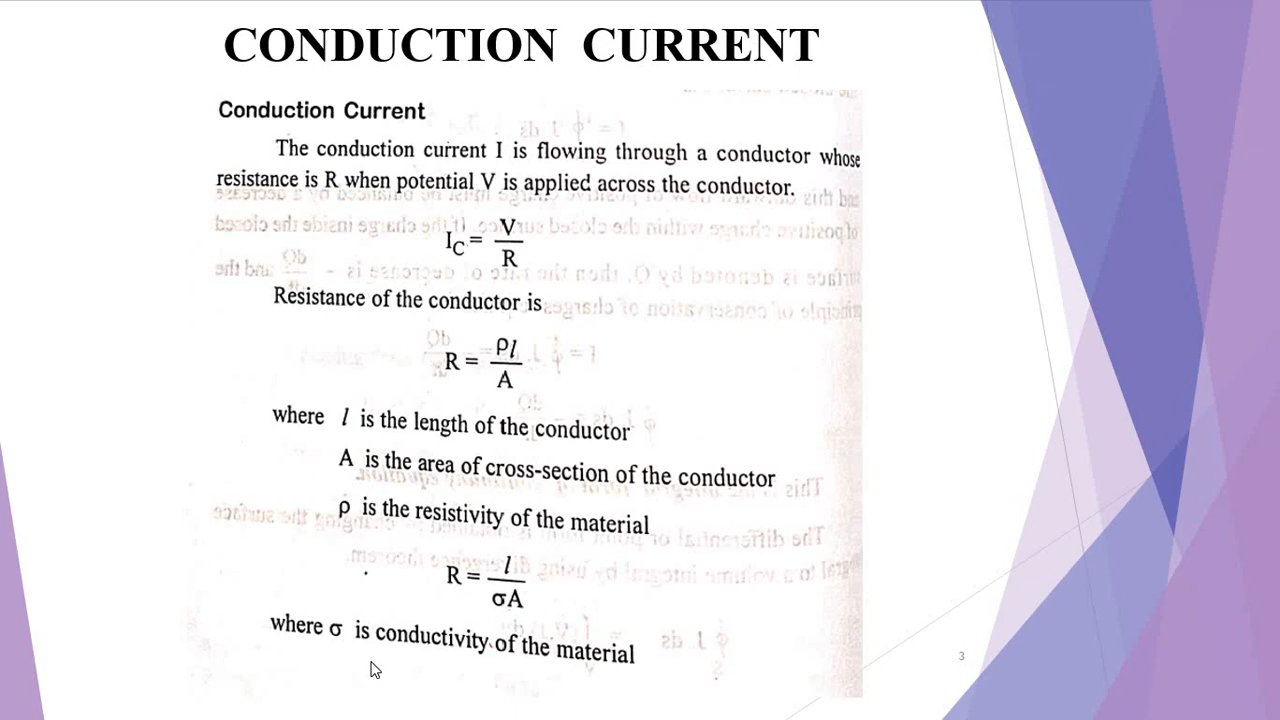 CONDUCTION CURRENT
Conduction Current
The conduction current I is flowing through a conductor whose
resistance is R when potential V is applied across the conductor.
I_C = V/R
Resistance of the conductor is
R = ρl/A
where l is the length of the conductor
A is the area of cross-section of the conductor
ρ is the resistivity of the material
R = l/σA
where σ is conductivity of the material
3